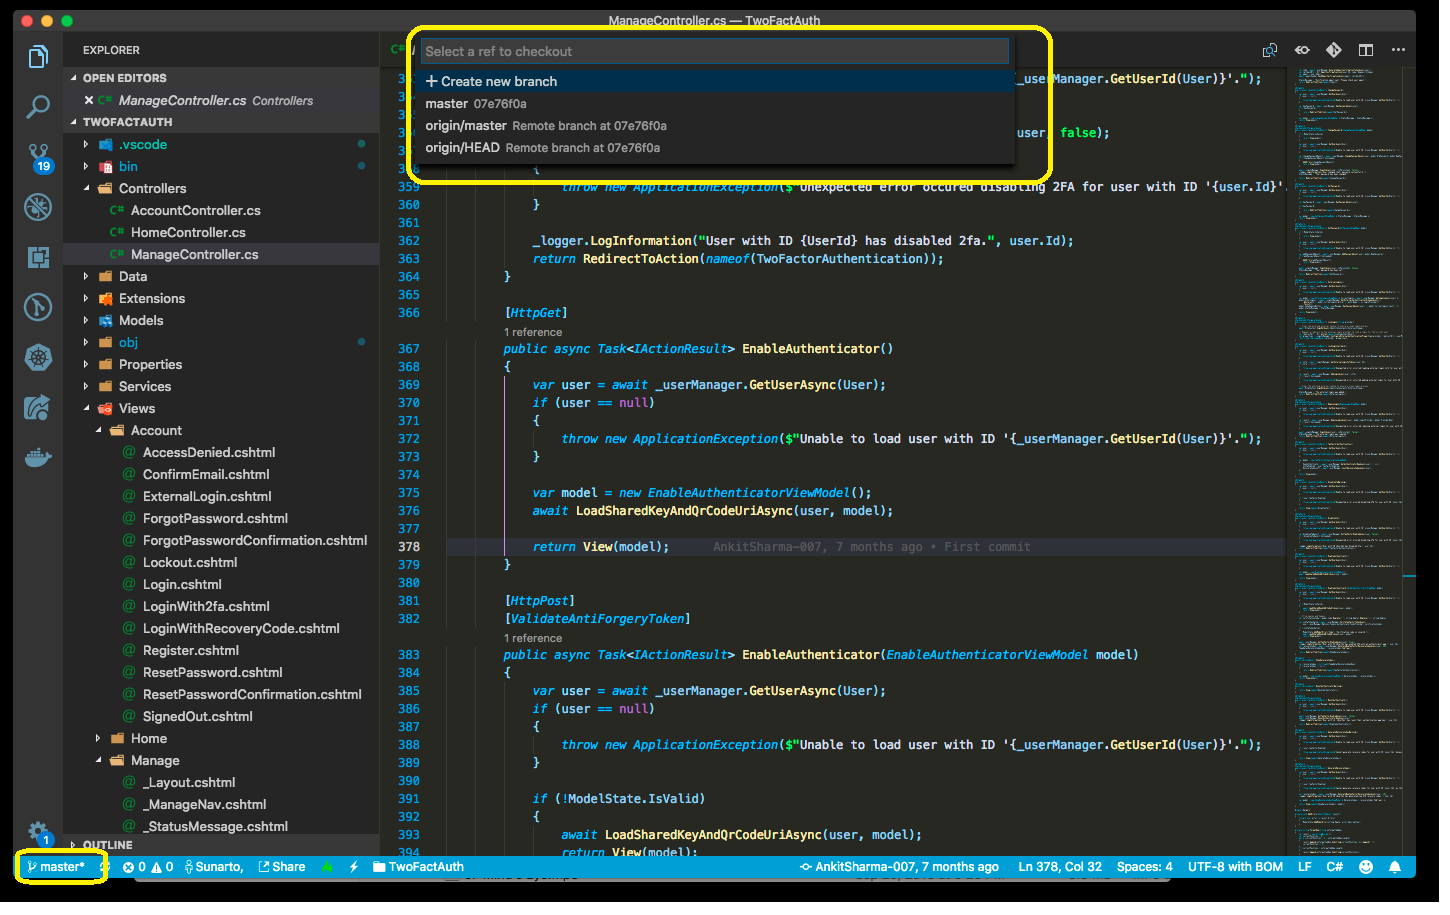 ManageController.cs — TwoFactAuth
EXPLORER
OPEN EDITORS
ManageController.cs Controllers
TWOFACTAUTH
.vscode
bin
Controllers
C# AccountController.cs
C# HomeController.cs
C# ManageController.cs
Data
Extensions
Models
obj
Properties
Services
Views
Account
@ AccessDenied.cshtml
@ ConfirmEmail.cshtml
@ ExternalLogin.cshtml
@ ForgotPassword.cshtml
@ ForgotPasswordConfirmation.cshtml
@ Lockout.cshtml
@ Login.cshtml
@ LoginWith2fa.cshtml
@ LoginWithRecoveryCode.cshtml
@ Register.cshtml
@ ResetPassword.cshtml
@ ResetPasswordConfirmation.cshtml
@ SignedOut.cshtml
Home
Manage
@ _Layout.cshtml
@ _ManageNav.cshtml
@ _StatusMessage.cshtml
OUTLINE
19
1
Select a ref to checkout
+ Create new branch
master 07e76f0a
origin/master Remote branch at 07e76f0a
origin/HEAD Remote branch at 07e76f0a
_userManager.GetUserId(User)}'.");
user, false);
{
359 throw new ApplicationException($"Unexpected error occured disabling 2FA for user with ID '{user.Id}'.
360 }
361
362 _logger.LogInformation("User with ID {UserId} has disabled 2fa.", user.Id);
363 return RedirectToAction(nameof(TwoFactorAuthentication));
364 }
365
366 [HttpGet]
1 reference
367 public async Task<IActionResult> EnableAuthenticator()
368 {
369 var user = await _userManager.GetUserAsync(User);
370 if (user == null)
371 {
372 throw new ApplicationException($"Unable to load user with ID '{_userManager.GetUserId(User)}'.");
373 }
374
375 var model = new EnableAuthenticatorViewModel();
376 await LoadSharedKeyAndQrCodeUriAsync(user, model);
377
378 return View(model); AnkitSharma-007, 7 months ago • First commit
379 }
380
381 [HttpPost]
382 [ValidateAntiForgeryToken]
1 reference
383 public async Task<IActionResult> EnableAuthenticator(EnableAuthenticatorViewModel model)
384 {
385 var user = await _userManager.GetUserAsync(User);
386 if (user == null)
387 {
388 throw new ApplicationException($"Unable to load user with ID '{_userManager.GetUserId(User)}'.");
389 }
390
391 if (!ModelState.IsValid)
392 {
393 await LoadSharedKeyAndQrCodeUriAsync(user, model);
394 return View(model);
master* 0 0 Sunarto, Share TwoFactAuth AnkitSharma-007, 7 months ago Ln 378, Col 32 Spaces: 4 UTF-8 with BOM LF C#